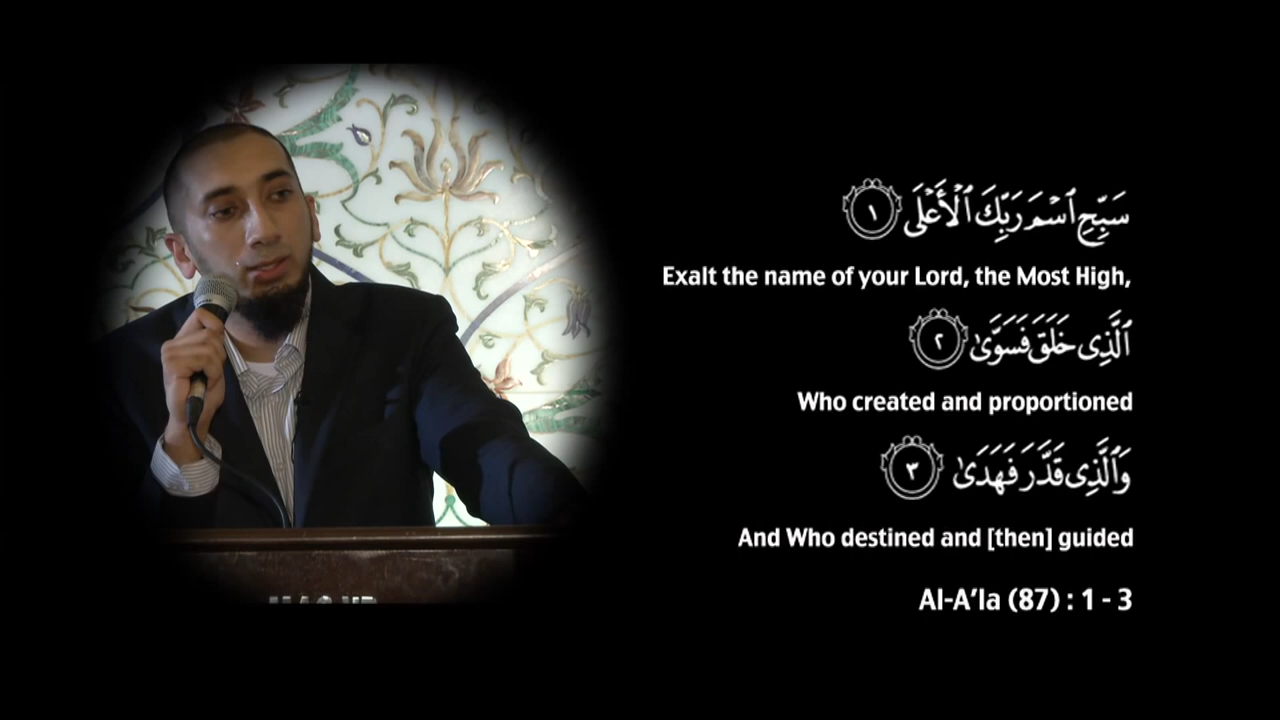 سَبِّحِ ٱسْمَ رَبِّكَ ٱلْأَعْلَى ١
Exalt the name of your Lord, the Most High,
ٱلَّذِى خَلَقَ فَسَوَّىٰ ٢
Who created and proportioned
وَٱلَّذِى قَدَّرَ فَهَدَىٰ ٣
And Who destined and [then] guided
Al-A’la (87) : 1 - 3